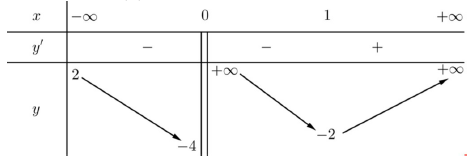 x −∞ 0 1 +∞
y′ − − +
2 +∞ +∞
y
−4 −2